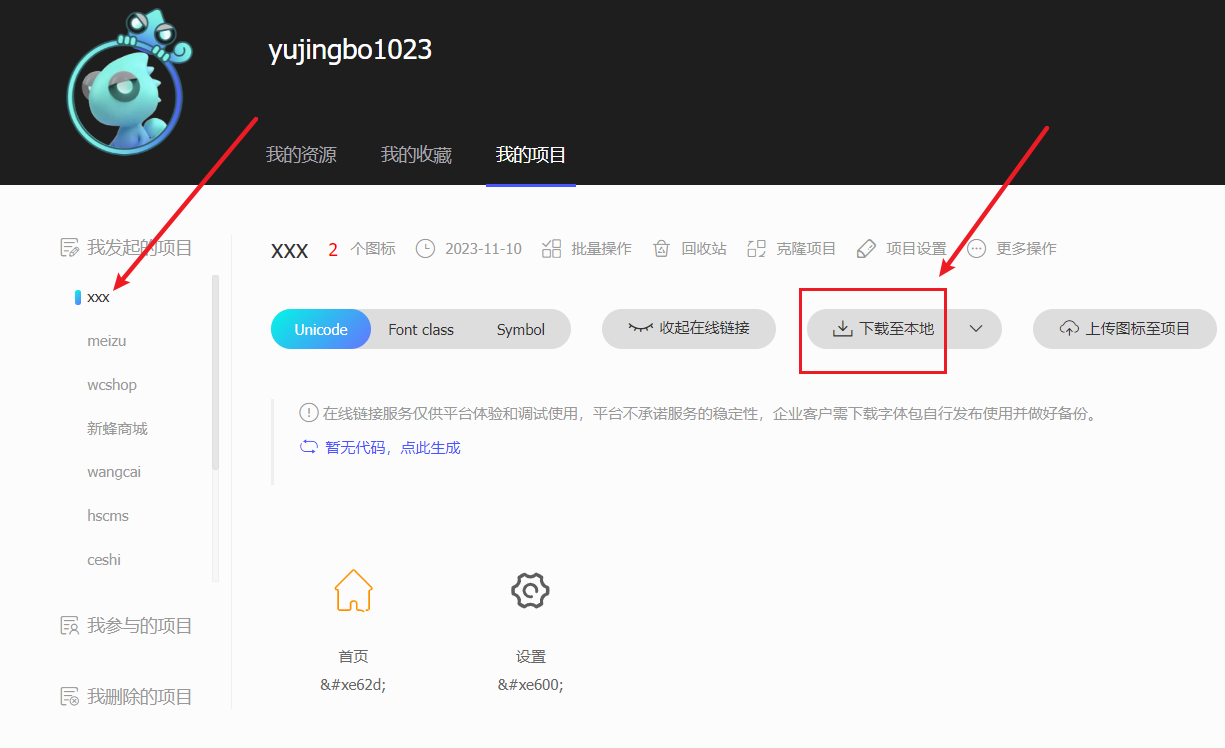 yujingbo1023
我的资源 我的收藏 我的项目
我发起的项目
xxx
meizu
wcshop
新蜂商城
wangcai
hscms
ceshi
我参与的项目
我删除的项目
xxx 2 个图标 2023-11-10 批量操作 回收站 克隆项目 项目设置 更多操作
Unicode Font class Symbol 收起在线链接 下载至本地 上传图标至项目
在线链接服务仅供平台体验和调试使用，平台不承诺服务的稳定性，企业客户需下载字体包自行发布使用并做好备份。
暂无代码，点此生成
首页 设置
&#xe62d; &#xe600;